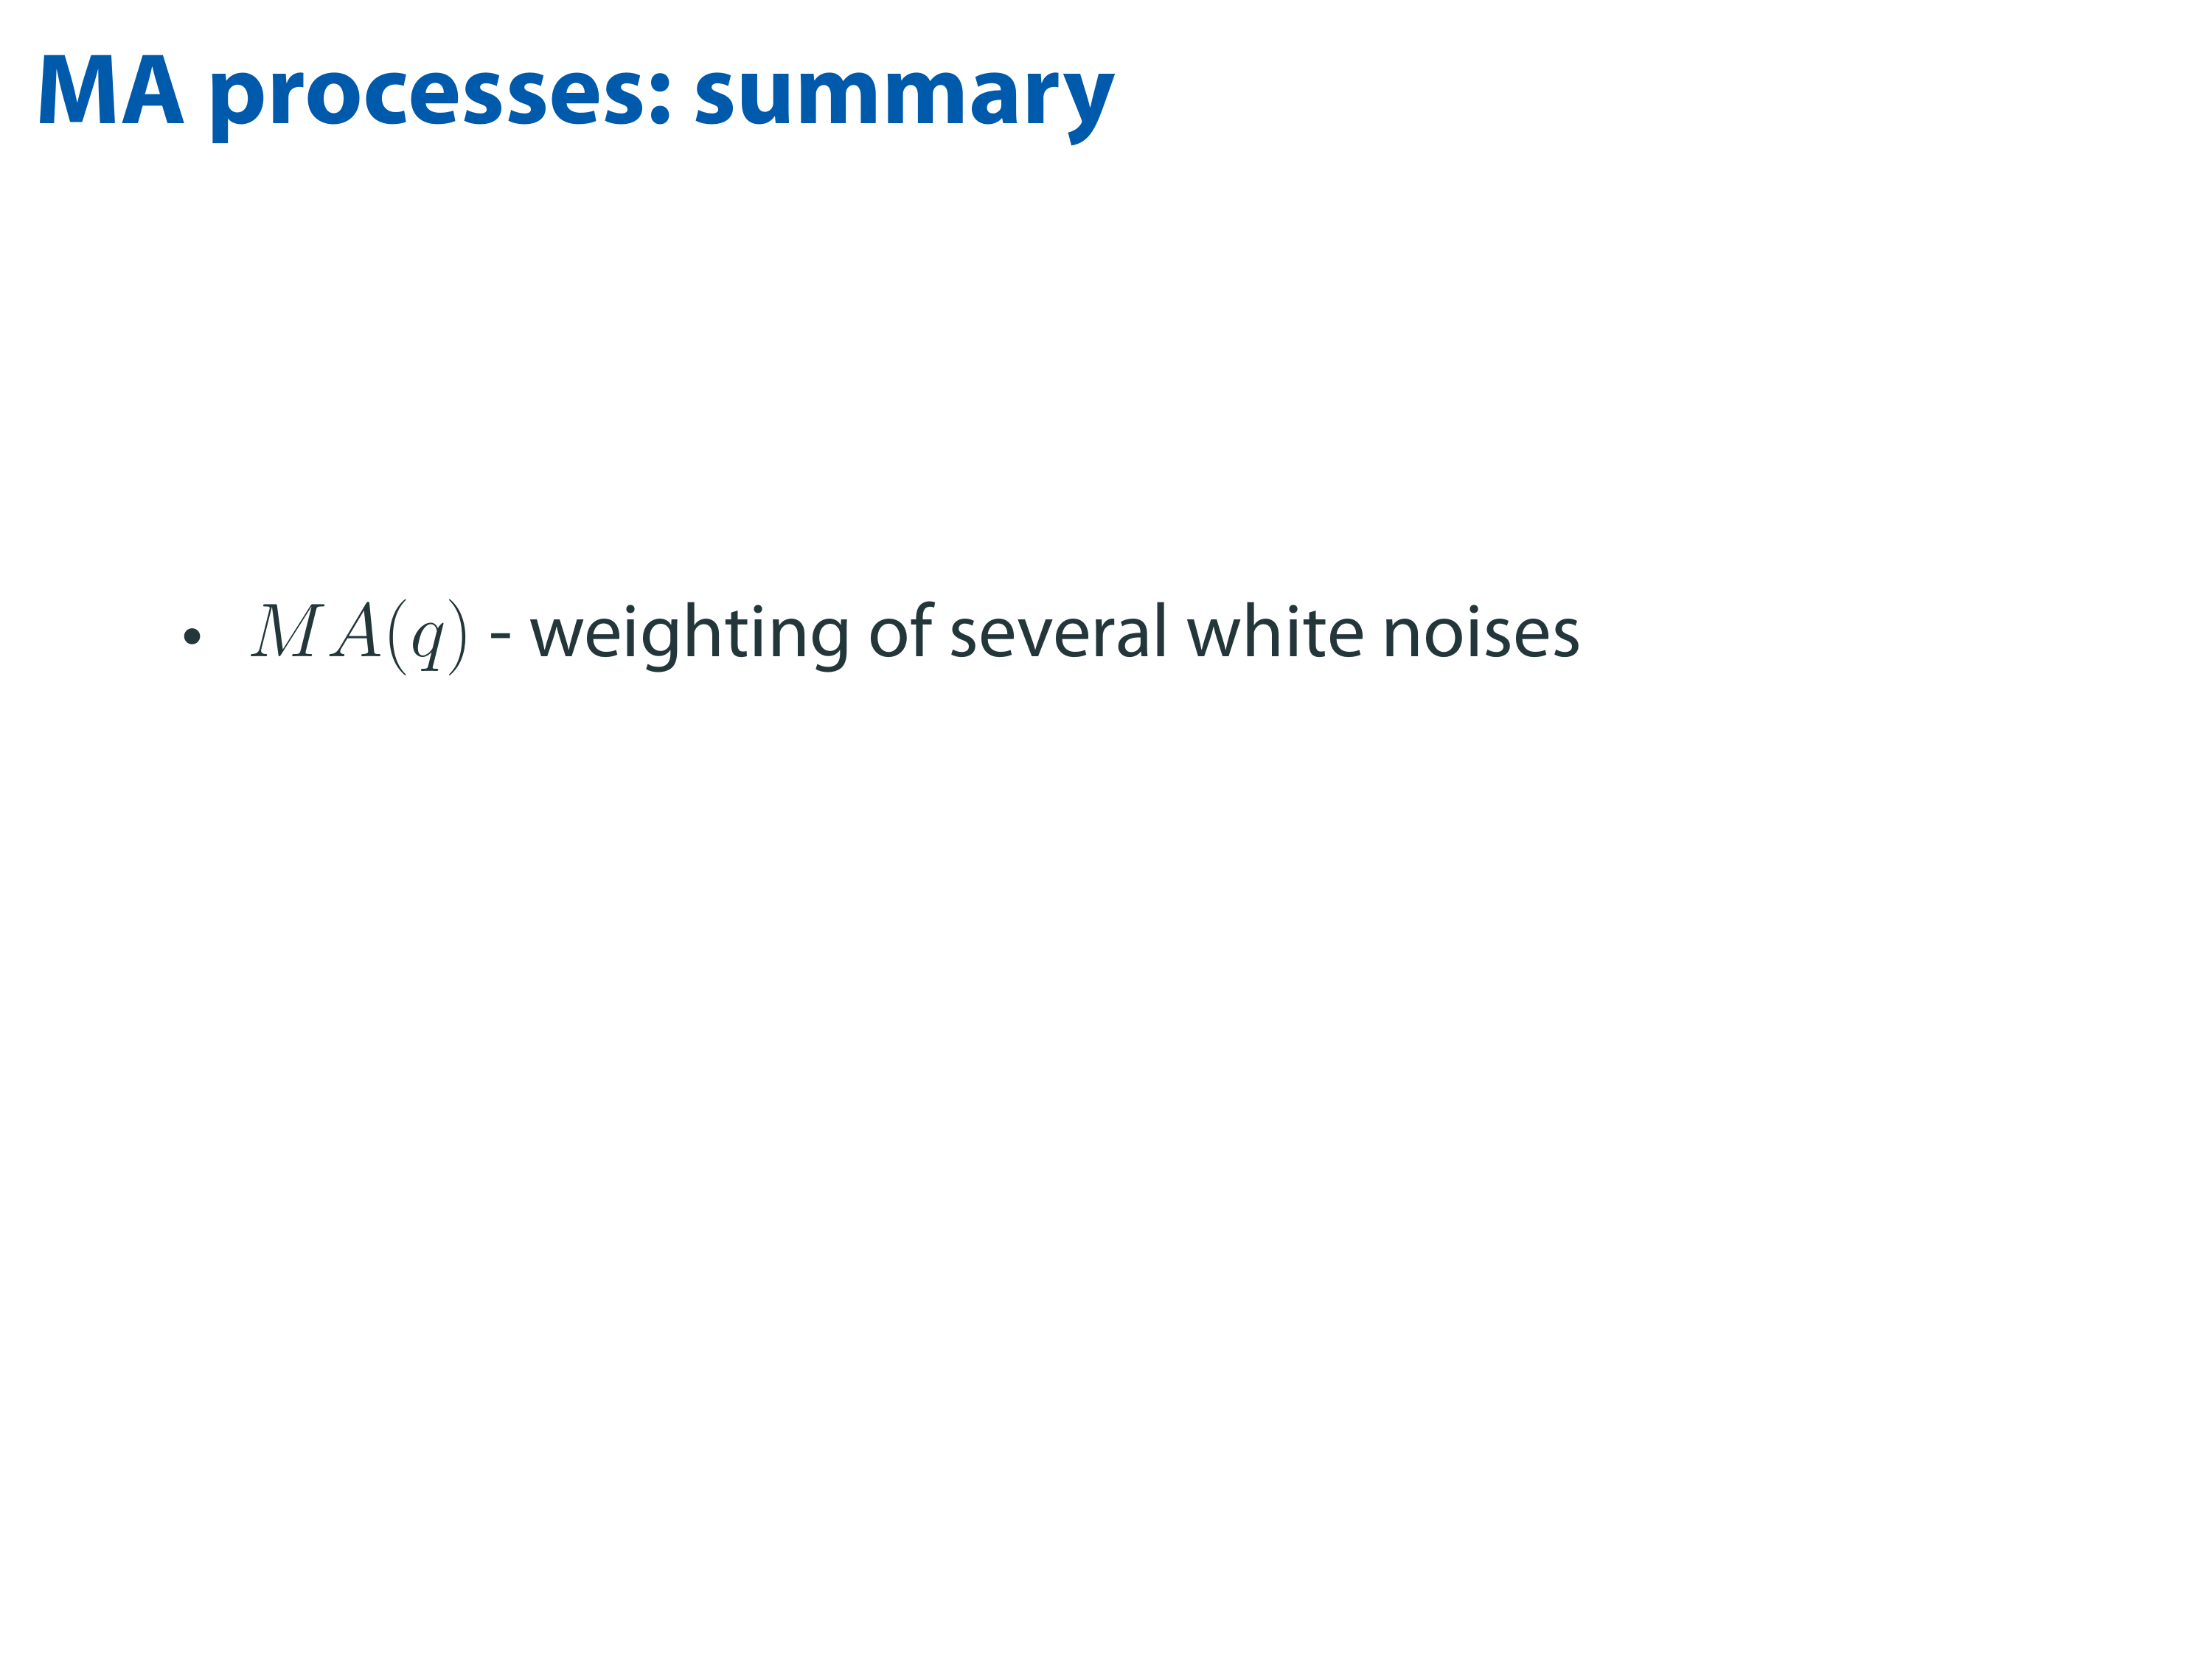 MA processes: summary
• MA(q) - weighting of several white noises